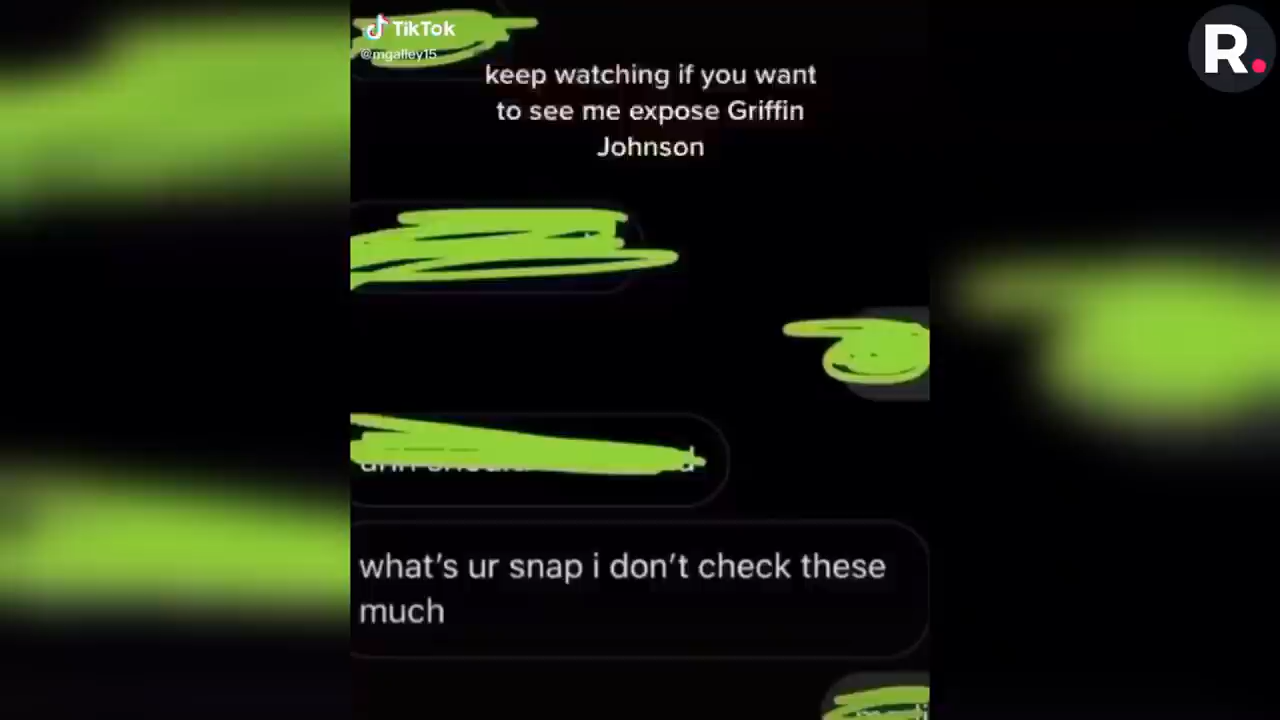 TikTok
@mgalley15
R.
keep watching if you want
to see me expose Griffin
Johnson
what's ur snap i don't check these
much